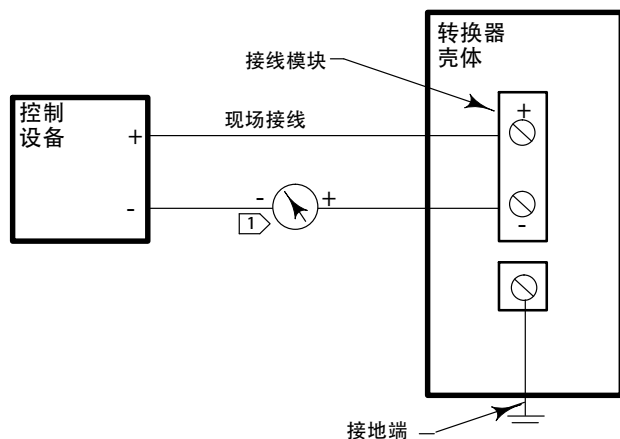 转换器
壳体
接线模块
控制
设备
现场接线
+
+
-
-
+
1
-
接地端